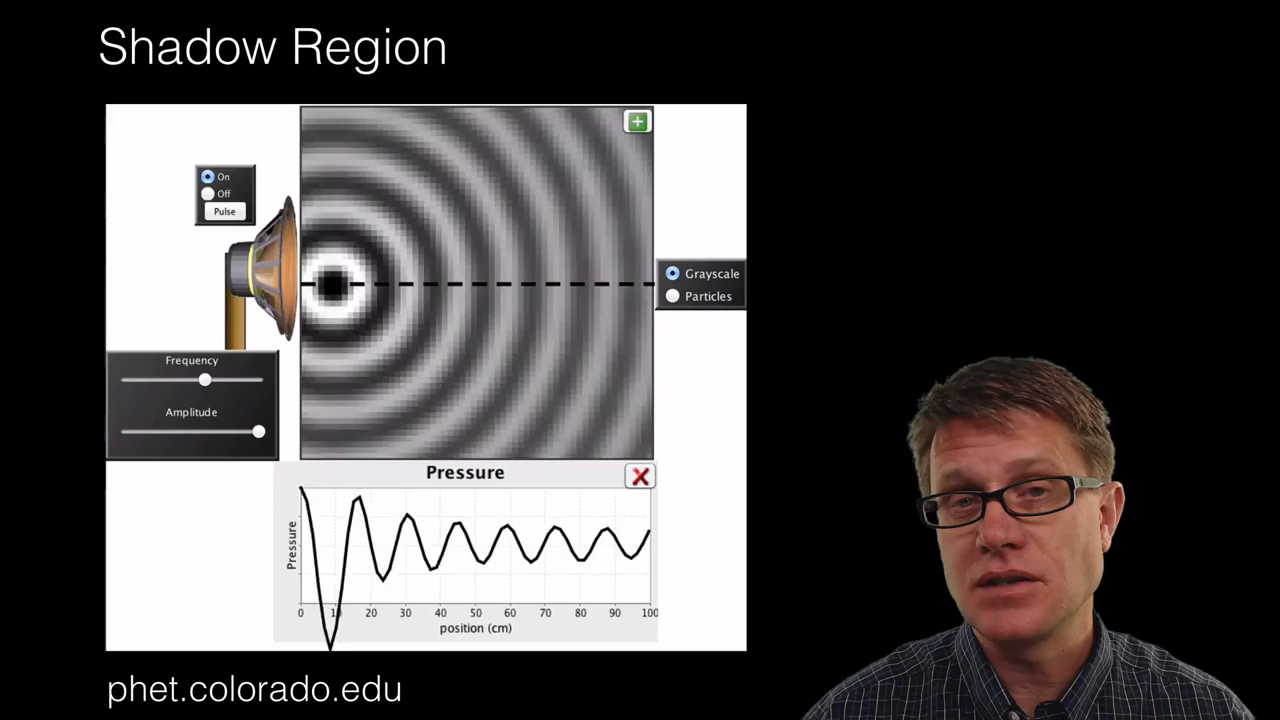 Shadow Region
On
Off
Pulse
Grayscale
Particles
Frequency
Amplitude
Pressure
Pressure
0 10 20 30 40 50 60 70 80 90 100
position (cm)
phet.colorado.edu